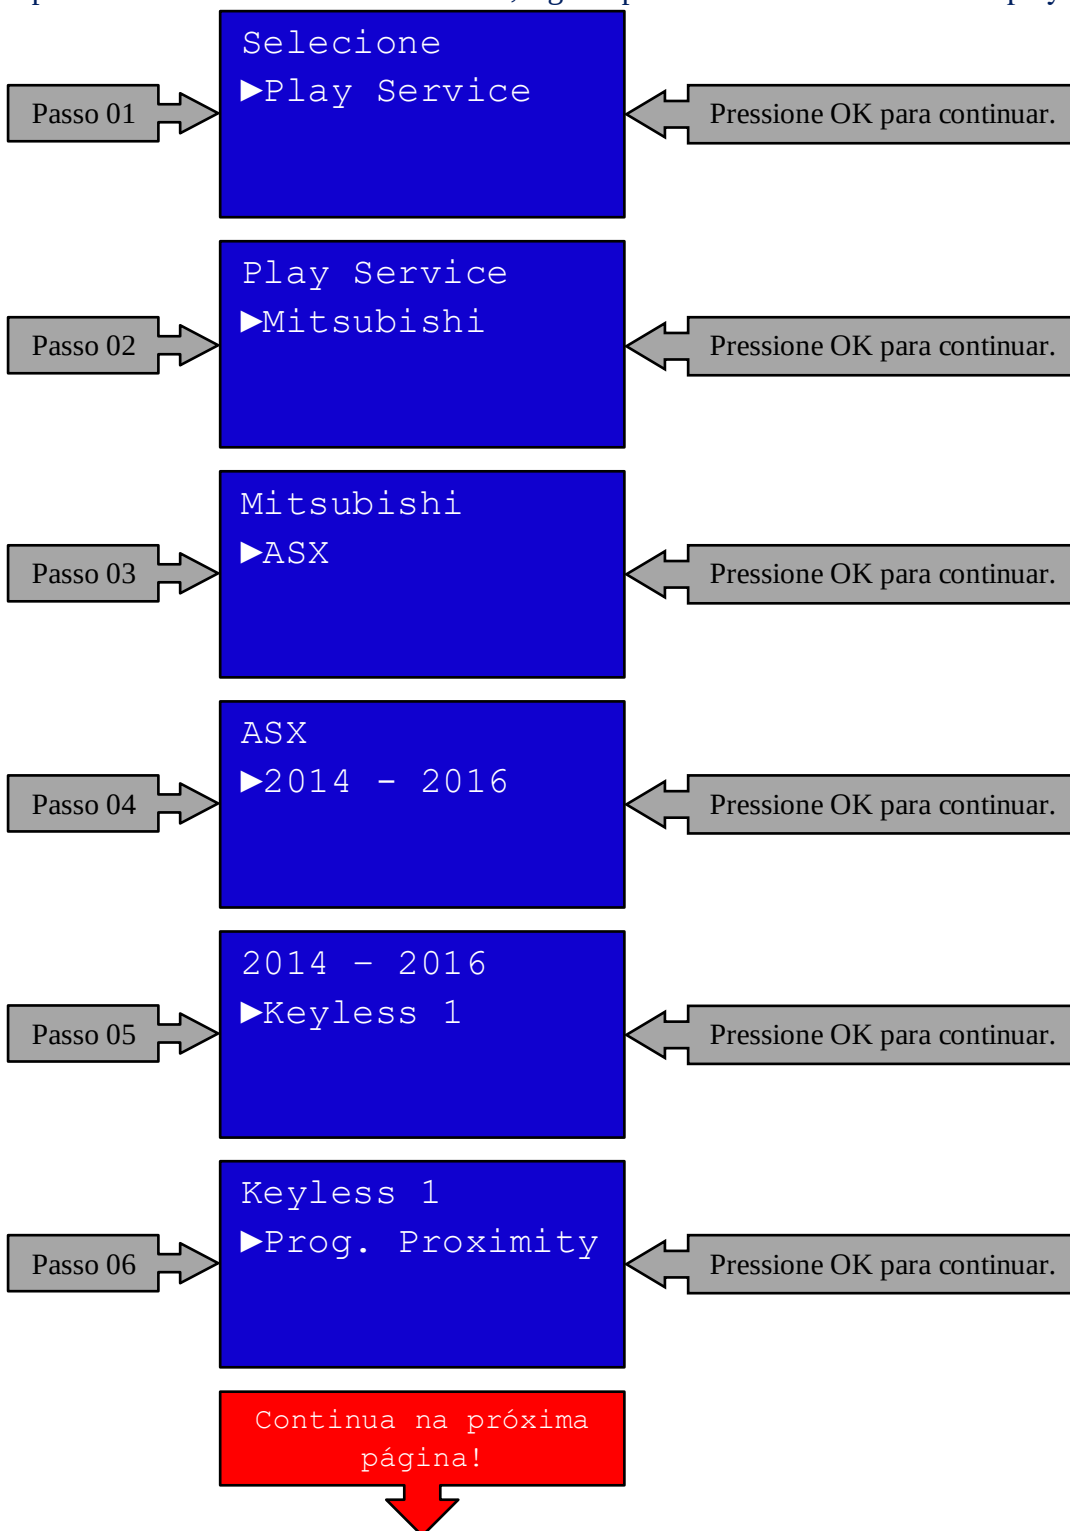 Selecione
►Play Service
Passo 01
Pressione OK para continuar.
Play Service
►Mitsubishi
Passo 02
Pressione OK para continuar.
Mitsubishi
►ASX
Passo 03
Pressione OK para continuar.
ASX
►2014 - 2016
Passo 04
Pressione OK para continuar.
2014 – 2016
►Keyless 1
Passo 05
Pressione OK para continuar.
Keyless 1
►Prog. Proximity
Passo 06
Pressione OK para continuar.
Continua na próxima
página!